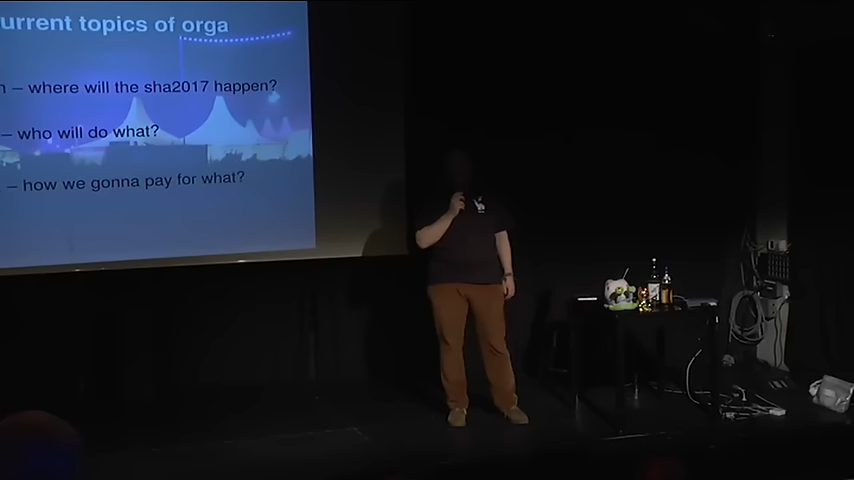 urrent topics of orga
– where will the sha2017 happen?
– who will do what?
– how we gonna pay for what?